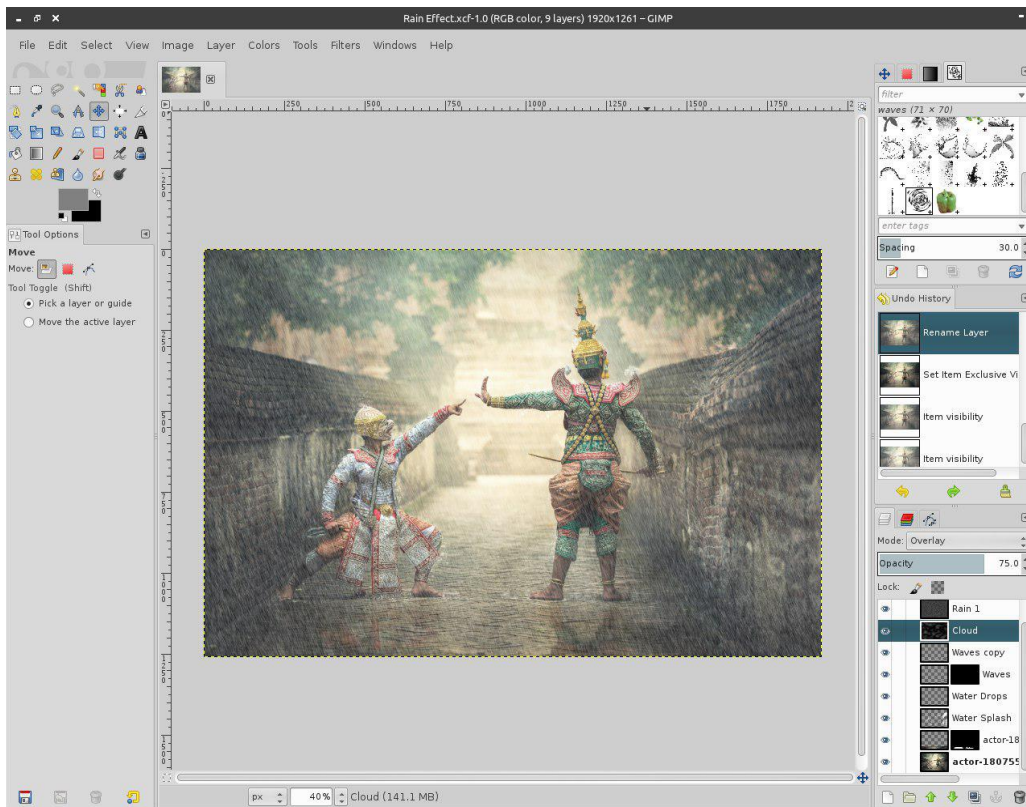 Rain Effect.xcf-1.0 (RGB color, 9 layers) 1920x1261 – GIMP
File Edit Select View Image Layer Colors Tools Filters Windows Help
0 250 500 750 1000 1250 1500 1750
filter
waves (71 × 70)
enter tags
Spacing 30.0
Tool Options
Move
Move:
Tool Toggle (Shift)
Pick a layer or guide
Move the active layer
Undo History
Rename Layer
Set Item Exclusive Vi
Item visibility
Item visibility
Mode: Overlay
Opacity 75.0
Lock:
Rain 1
Cloud
Waves copy
Waves
Water Drops
Water Splash
actor-18
actor-180755
px 40% Cloud (141.1 MB)